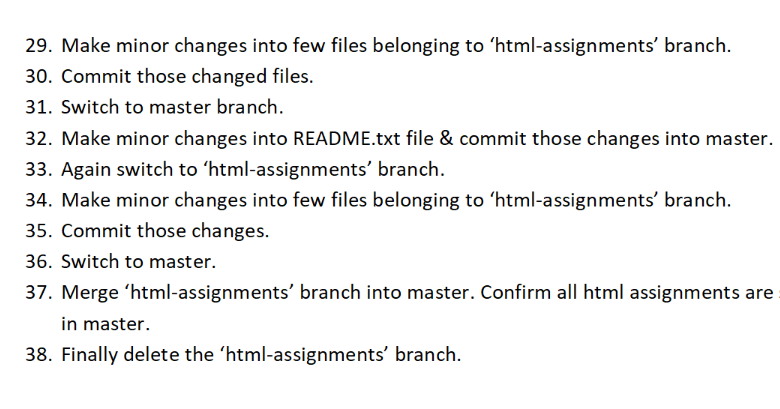 29. Make minor changes into few files belonging to ‘html-assignments’ branch.
30. Commit those changed files.
31. Switch to master branch.
32. Make minor changes into README.txt file & commit those changes into master.
33. Again switch to ‘html-assignments’ branch.
34. Make minor changes into few files belonging to ‘html-assignments’ branch.
35. Commit those changes.
36. Switch to master.
37. Merge ‘html-assignments’ branch into master. Confirm all html assignments are
in master.
38. Finally delete the ‘html-assignments’ branch.